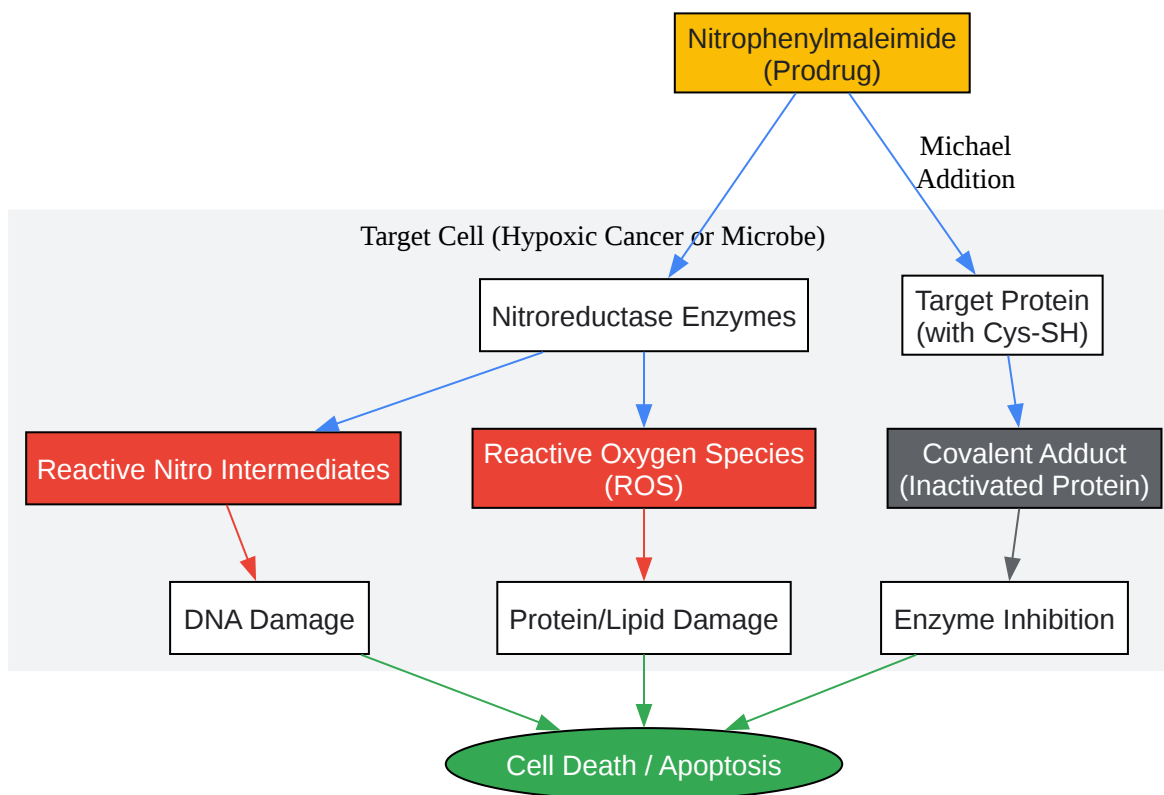 Nitrophenylmaleimide
(Prodrug)
Michael
Addition
Target Cell (Hypoxic Cancer or Microbe)
Nitroreductase Enzymes
Target Protein
(with Cys-SH)
Reactive Nitro Intermediates
Reactive Oxygen Species
(ROS)
Covalent Adduct
(Inactivated Protein)
DNA Damage
Protein/Lipid Damage
Enzyme Inhibition
Cell Death / Apoptosis